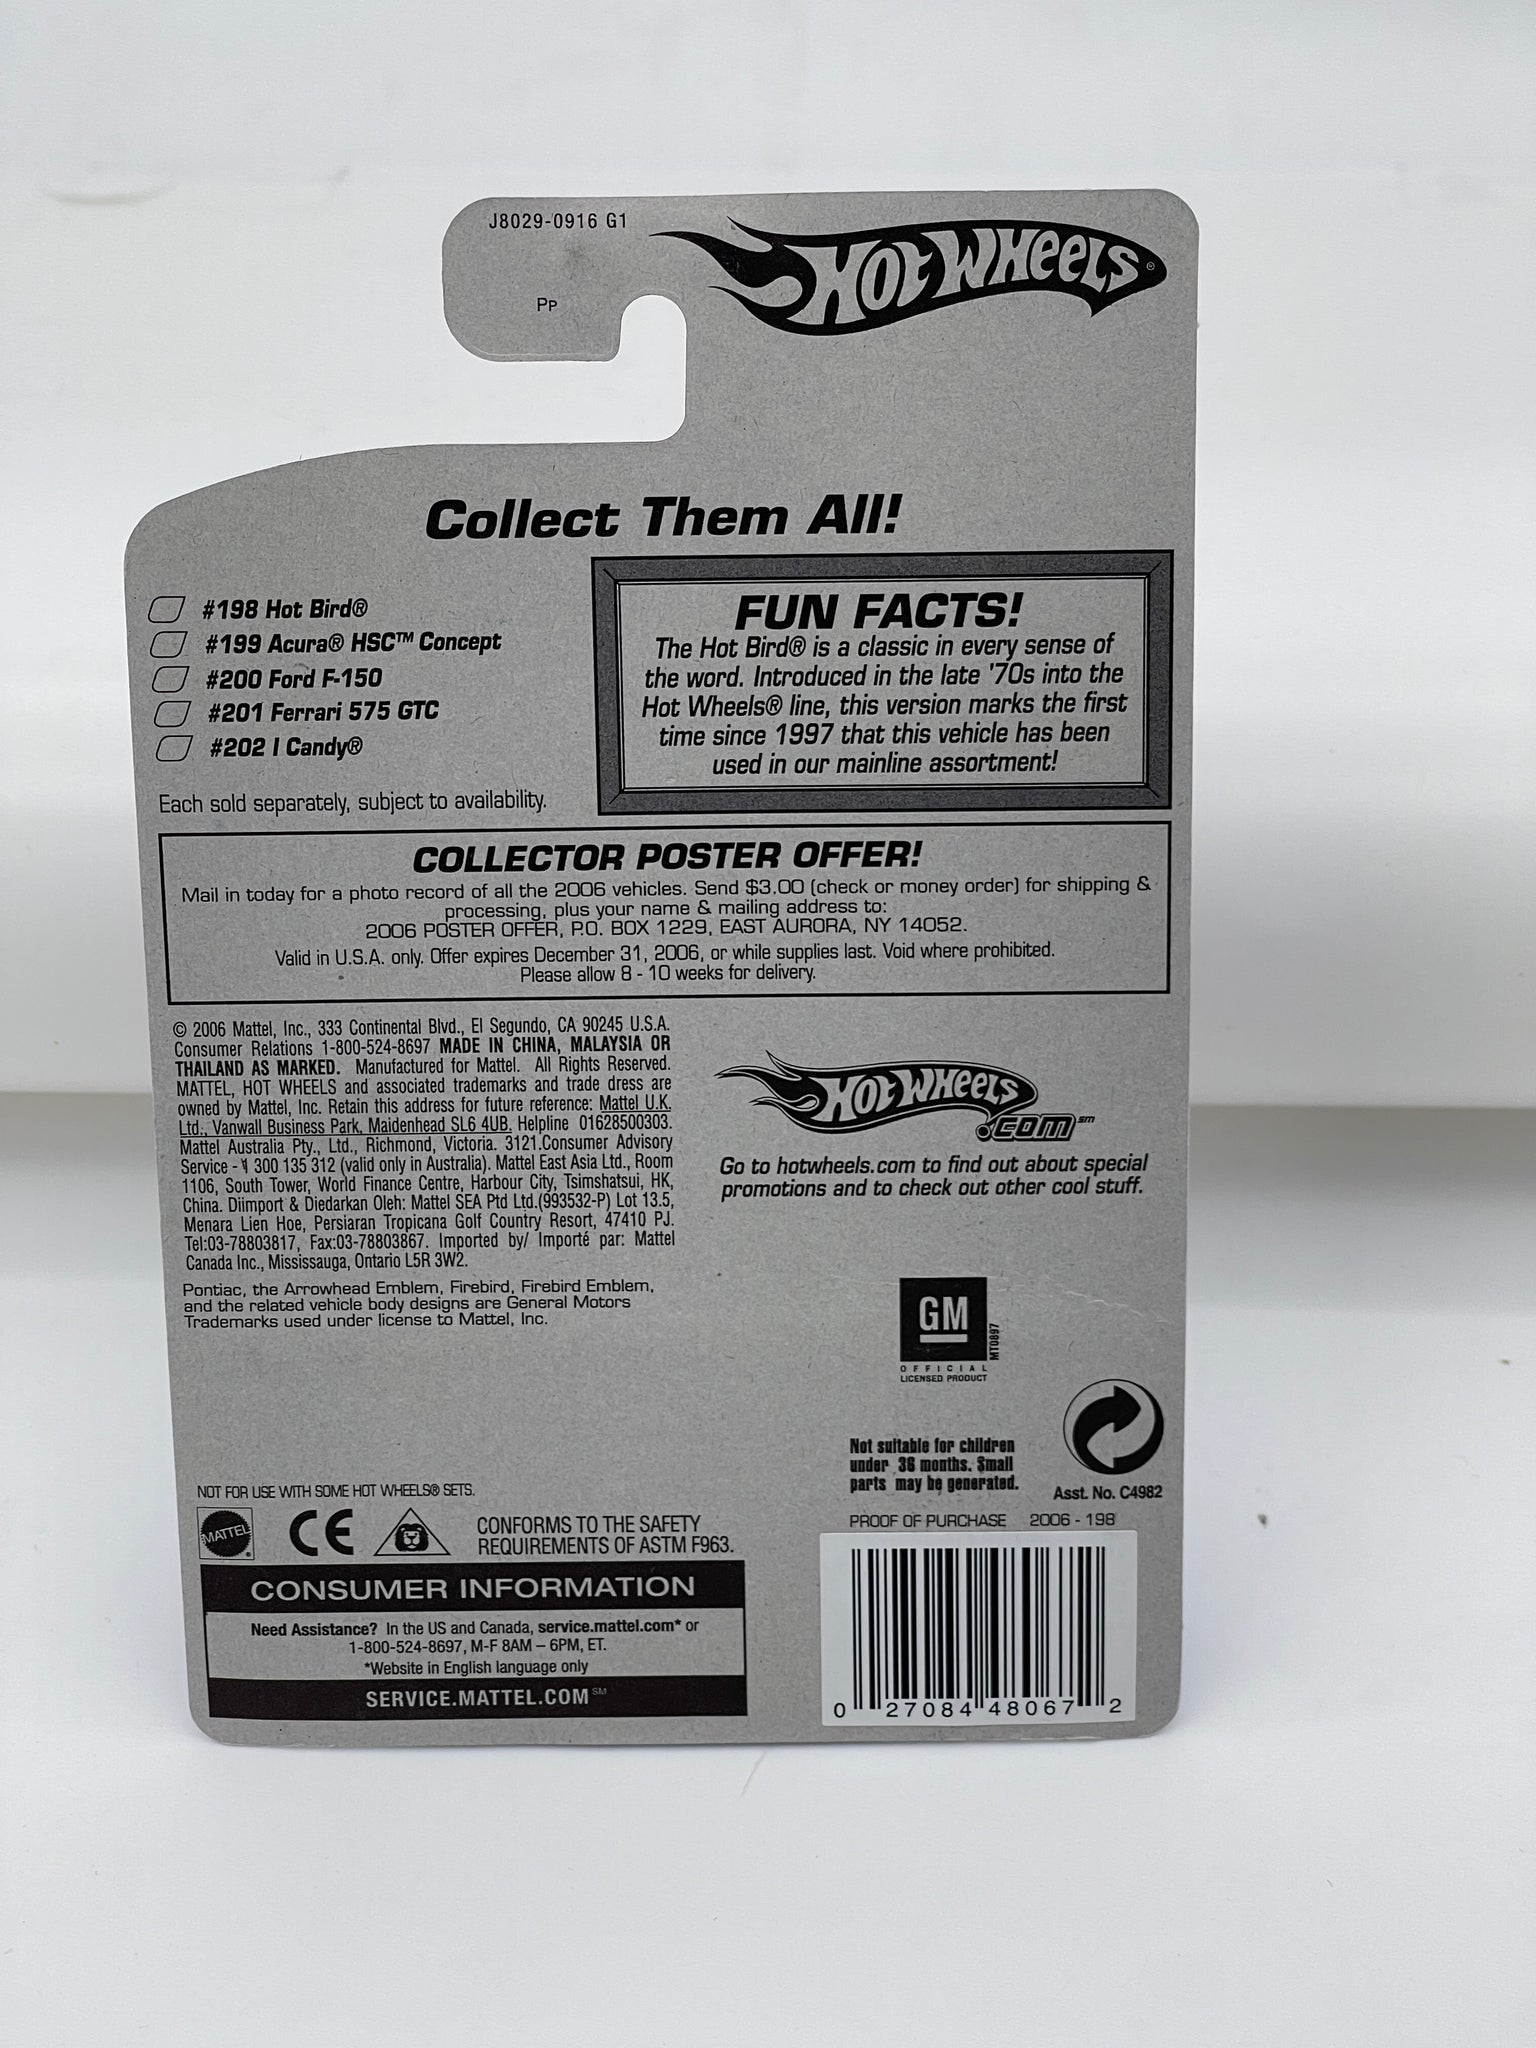 J8029-0916 G1
HOT WHEELS®
PP
Collect Them All!
#198 Hot Bird®
#199 Acura® HSC™ Concept
#200 Ford F-150
#201 Ferrari 575 GTC
#202 I Candy®
Each sold separately, subject to availability.
FUN FACTS!
The Hot Bird® is a classic in every sense of
the word. Introduced in the late '70s into the
Hot Wheels® line, this version marks the first
time since 1997 that this vehicle has been
used in our mainline assortment!
COLLECTOR POSTER OFFER!
Mail in today for a photo record of all the 2006 vehicles. Send $3.00 (check or money order) for shipping &
processing, plus your name & mailing address to:
2006 POSTER OFFER, P.O. BOX 1229, EAST AURORA, NY 14052.
Valid in U.S.A. only. Offer expires December 31, 2006, or while supplies last. Void where prohibited.
Please allow 8 - 10 weeks for delivery.
© 2006 Mattel, Inc., 333 Continental Blvd., El Segundo, CA 90245 U.S.A.
Consumer Relations 1-800-524-8697 MADE IN CHINA, MALAYSIA OR
THAILAND AS MARKED. Manufactured for Mattel. All Rights Reserved.
MATTEL, HOT WHEELS and associated trademarks and trade dress are
owned by Mattel, Inc. Retain this address for future reference: Mattel U.K.
Ltd., Vanwall Business Park, Maidenhead SL6 4UB. Helpline 01628500303.
Mattel Australia Pty., Ltd., Richmond, Victoria. 3121.Consumer Advisory
Service - 1 300 135 312 (valid only in Australia). Mattel East Asia Ltd., Room
1106, South Tower, World Finance Centre, Harbour City, Tsimshatsui, HK,
China. Diimport & Diedarkan Oleh: Mattel SEA Ptd Ltd.(993532-P) Lot 13.5,
Menara Lien Hoe, Persiaran Tropicana Golf Country Resort, 47410 PJ.
Tel:03-78803817, Fax:03-78803867. Imported by/ Importé par: Mattel
Canada Inc., Mississauga, Ontario L5R 3W2.
Pontiac, the Arrowhead Emblem, Firebird, Firebird Emblem,
and the related vehicle body designs are General Motors
Trademarks used under license to Mattel, Inc.
HOT WHEELS
.com℠
Go to hotwheels.com to find out about special
promotions and to check out other cool stuff.
GM
MT0897
OFFICIAL
LICENSED PRODUCT
Not suitable for children
under 36 months. Small
parts may be generated.
Asst. No. C4982
NOT FOR USE WITH SOME HOT WHEELS® SETS.
MATTEL®
CE
CONFORMS TO THE SAFETY
REQUIREMENTS OF ASTM F963.
CONSUMER INFORMATION
Need Assistance? In the US and Canada, service.mattel.com* or
1-800-524-8697, M-F 8AM – 6PM, ET.
*Website in English language only
SERVICE.MATTEL.COM℠
PROOF OF PURCHASE 2006 - 198
0 27084 48067 2